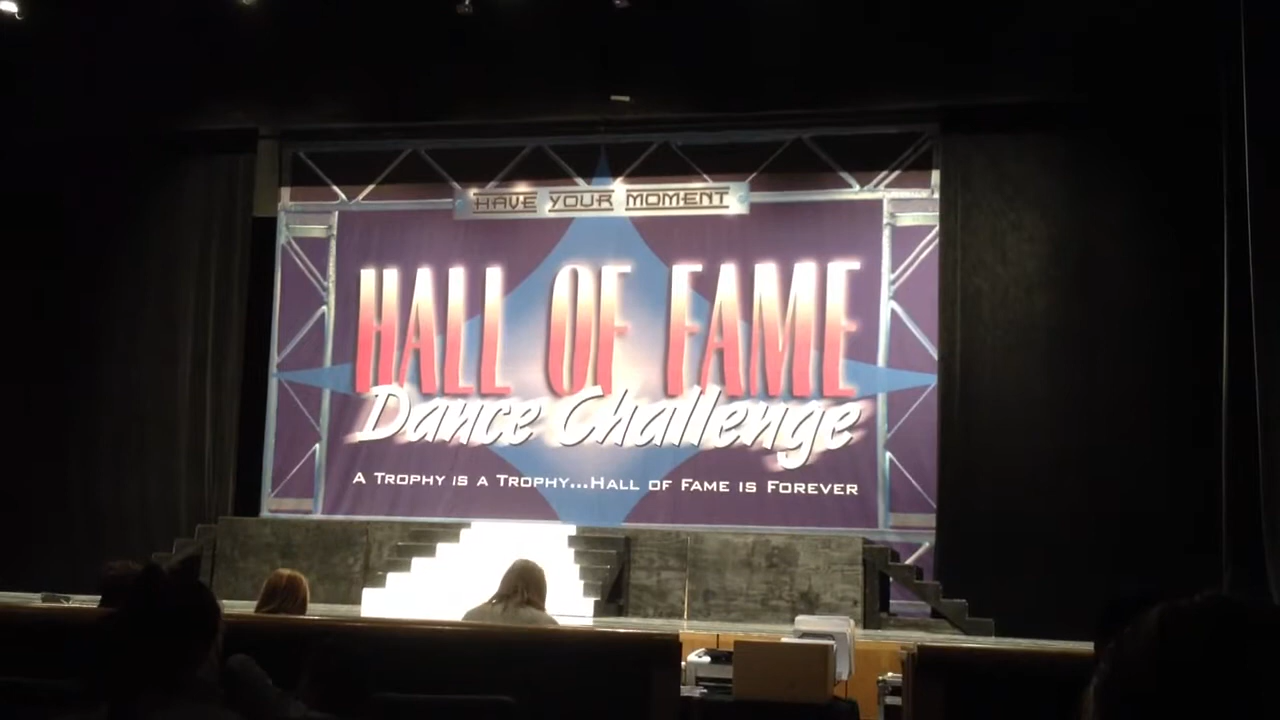 HAVE YOUR MOMENT
HALL OF FAME
Dance Challenge
A TROPHY IS A TROPHY...HALL OF FAME IS FOREVER